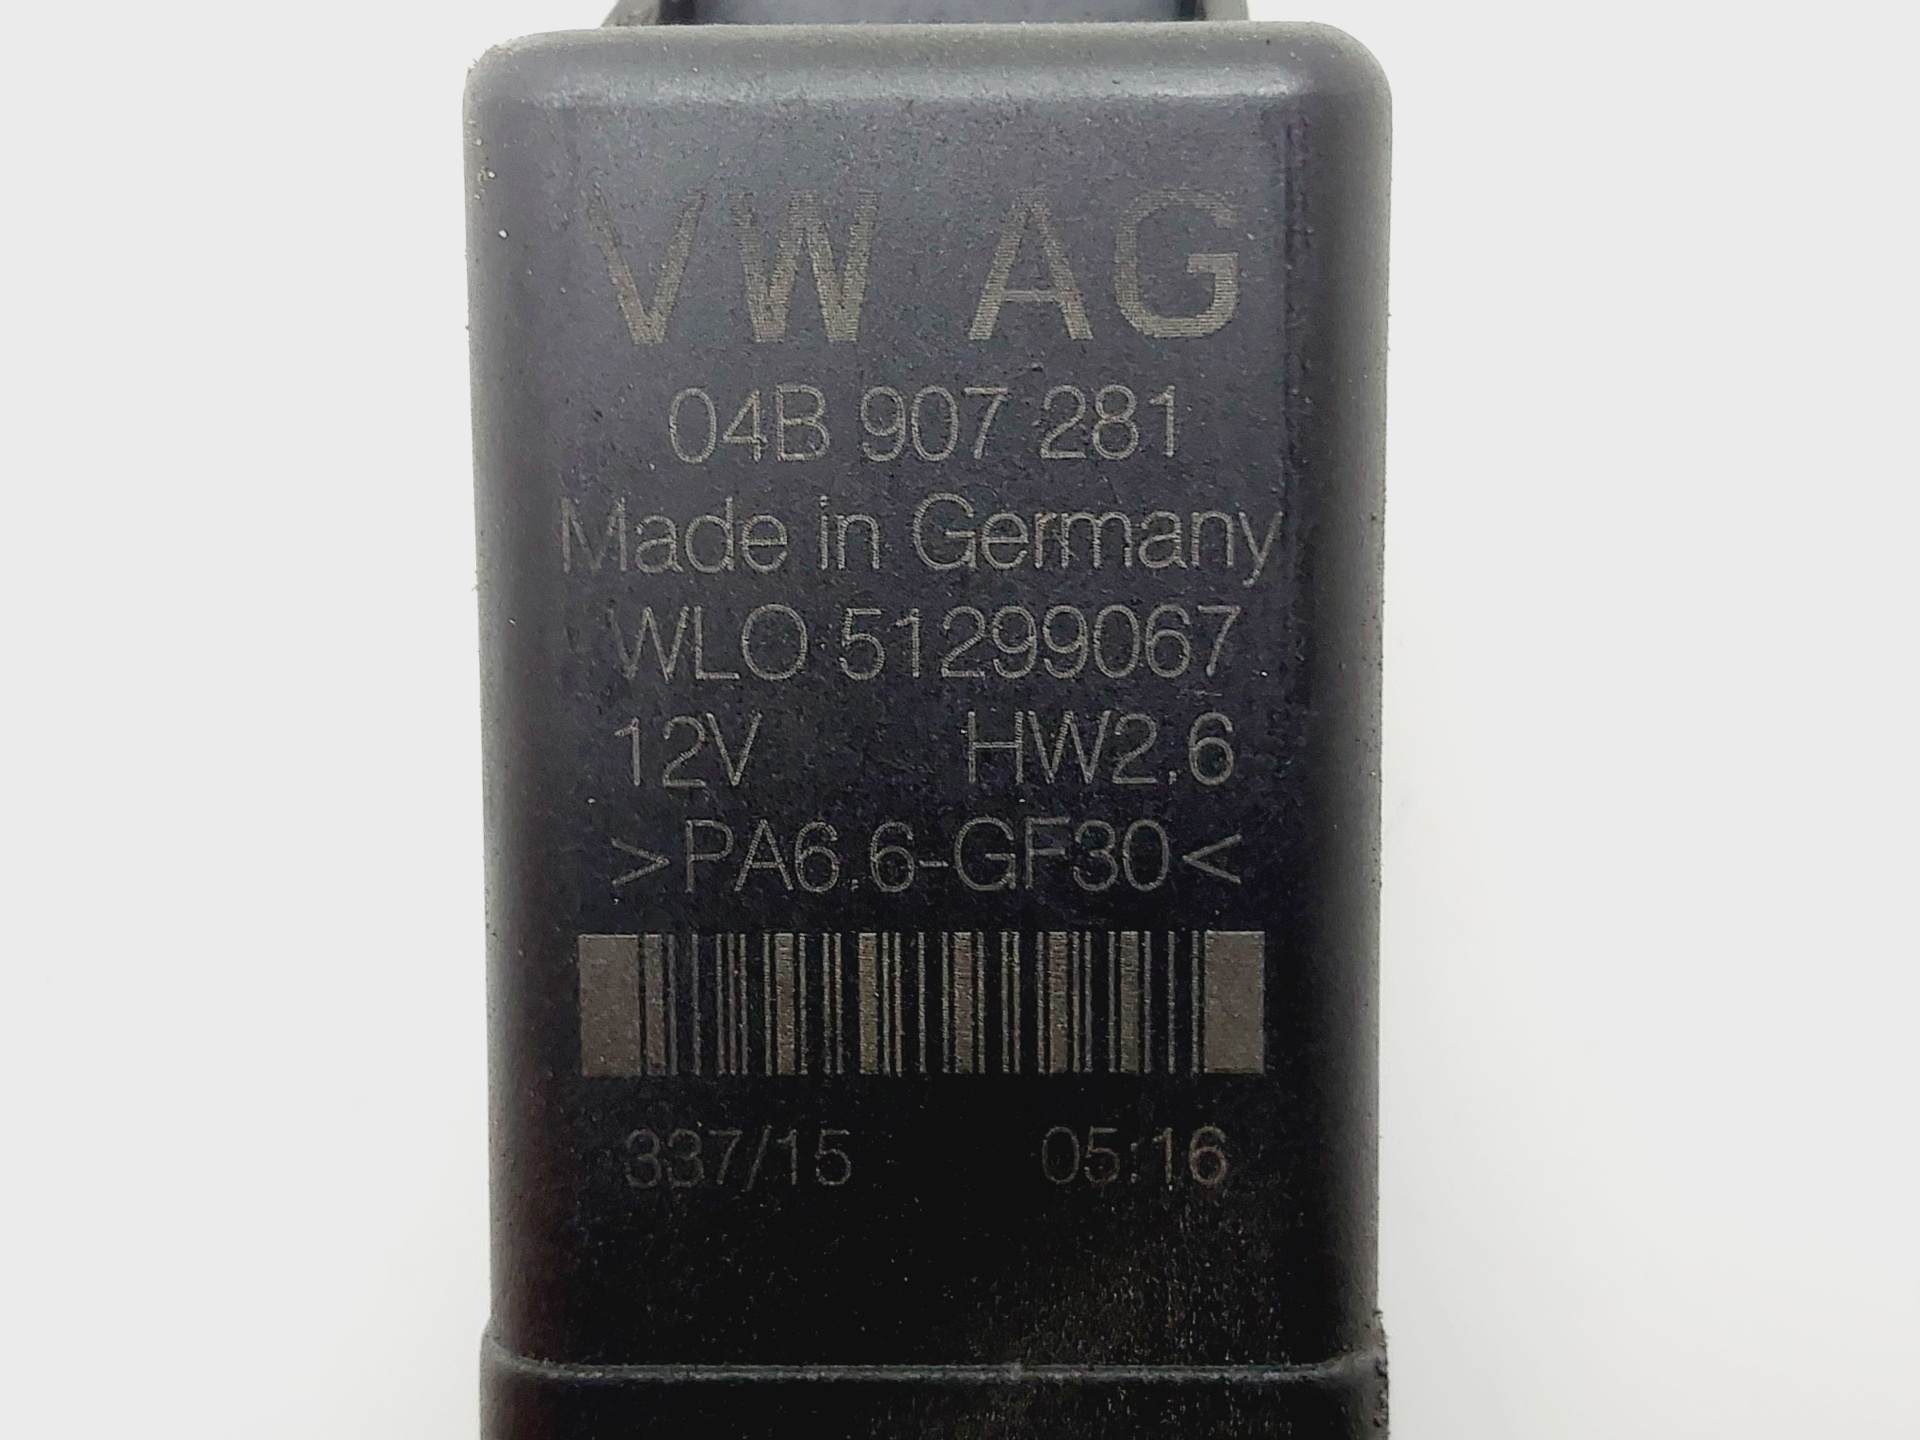 VW AG
04B 907 281
Made in Germany
WLO 51299067
12V HW2.6
>PA6.6-GF30<
337/15 05:16